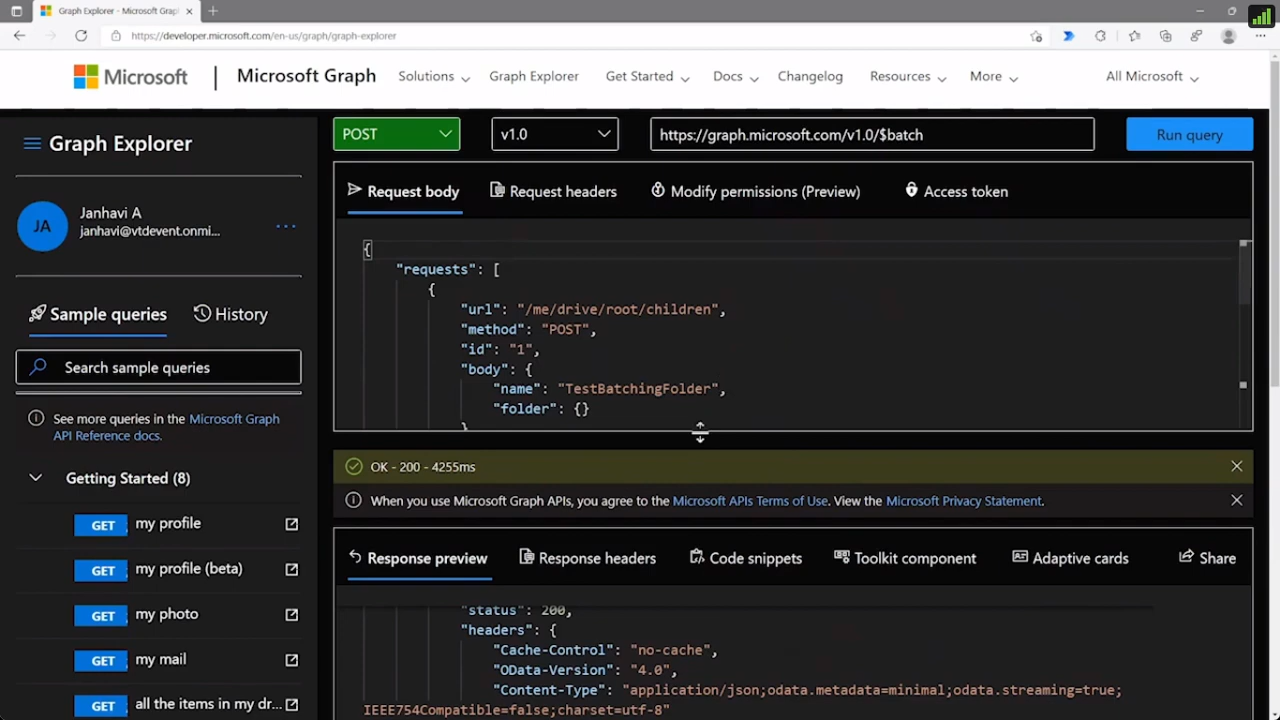 Graph Explorer - Microsoft Grap
https://developer.microsoft.com/en-us/graph/graph-explorer
Microsoft | Microsoft Graph Solutions Graph Explorer Get Started Docs Changelog Resources More All Microsoft
Graph Explorer
JA
Janhavi A
janhavi@vtdevent.onmi...
Sample queries History
Search sample queries
See more queries in the Microsoft Graph
API Reference docs.
Getting Started (8)
GET my profile
GET my profile (beta)
GET my photo
GET my mail
GET all the items in my dr...
POST v1.0 https://graph.microsoft.com/v1.0/$batch Run query
Request body Request headers Modify permissions (Preview) Access token
{
"requests": [
{
"url": "/me/drive/root/children",
"method": "POST",
"id": "1",
"body": {
"name": "TestBatchingFolder",
"folder": {}
}
OK - 200 - 4255ms
When you use Microsoft Graph APIs, you agree to the Microsoft APIs Terms of Use. View the Microsoft Privacy Statement.
Response preview Response headers Code snippets Toolkit component Adaptive cards Share
"status": 200,
"headers": {
"Cache-Control": "no-cache",
"OData-Version": "4.0",
"Content-Type": "application/json;odata.metadata=minimal;odata.streaming=true;
IEEE754Compatible=false;charset=utf-8"